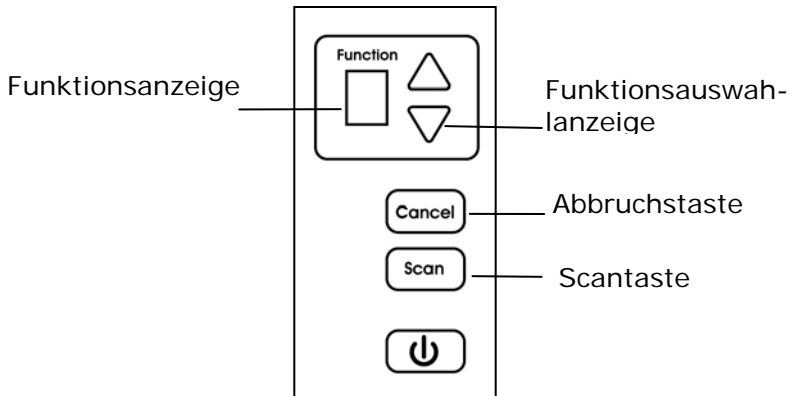 Function
Funktionsanzeige
Funktionsauswah-
lanzeige
Cancel
Abbruchstaste
Scan
Scantaste